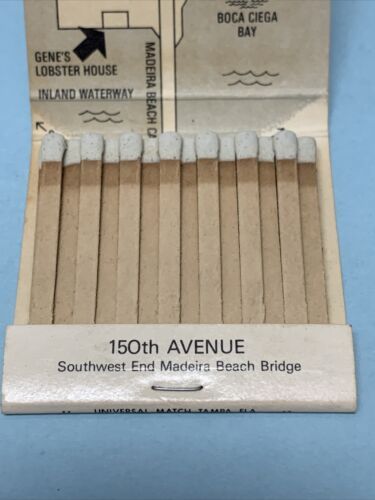 BOCA CIEGA
BAY
GENE'S
LOBSTER HOUSE
INLAND WATERWAY
MADEIRA BEACH CA
150th AVENUE
Southwest End Madeira Beach Bridge
UNIVERSAL MATCH TAMPA FLA